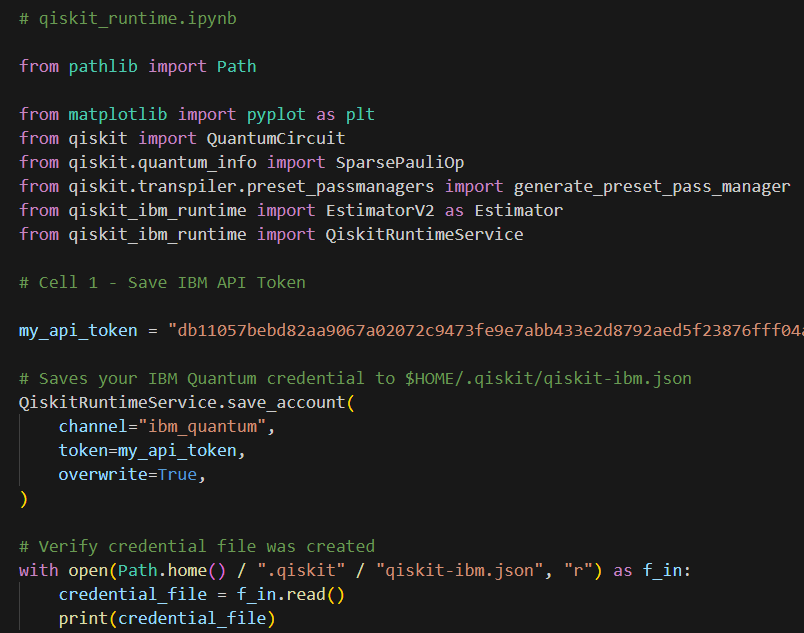 # qiskit_runtime.ipynb
from pathlib import Path
from matplotlib import pyplot as plt
from qiskit import QuantumCircuit
from qiskit.quantum_info import SparsePauliOp
from qiskit.transpiler.preset_passmanagers import generate_preset_pass_manager
from qiskit_ibm_runtime import EstimatorV2 as Estimator
from qiskit_ibm_runtime import QiskitRuntimeService
# Cell 1 - Save IBM API Token
my_api_token = "db11057bebd82aa9067a02072c9473fe9e7abb433e2d8792aed5f23876fff04a
# Saves your IBM Quantum credential to $HOME/.qiskit/qiskit-ibm.json
QiskitRuntimeService.save_account(
    channel="ibm_quantum",
    token=my_api_token,
    overwrite=True,
)
# Verify credential file was created
with open(Path.home() / ".qiskit" / "qiskit-ibm.json", "r") as f_in:
    credential_file = f_in.read()
    print(credential_file)